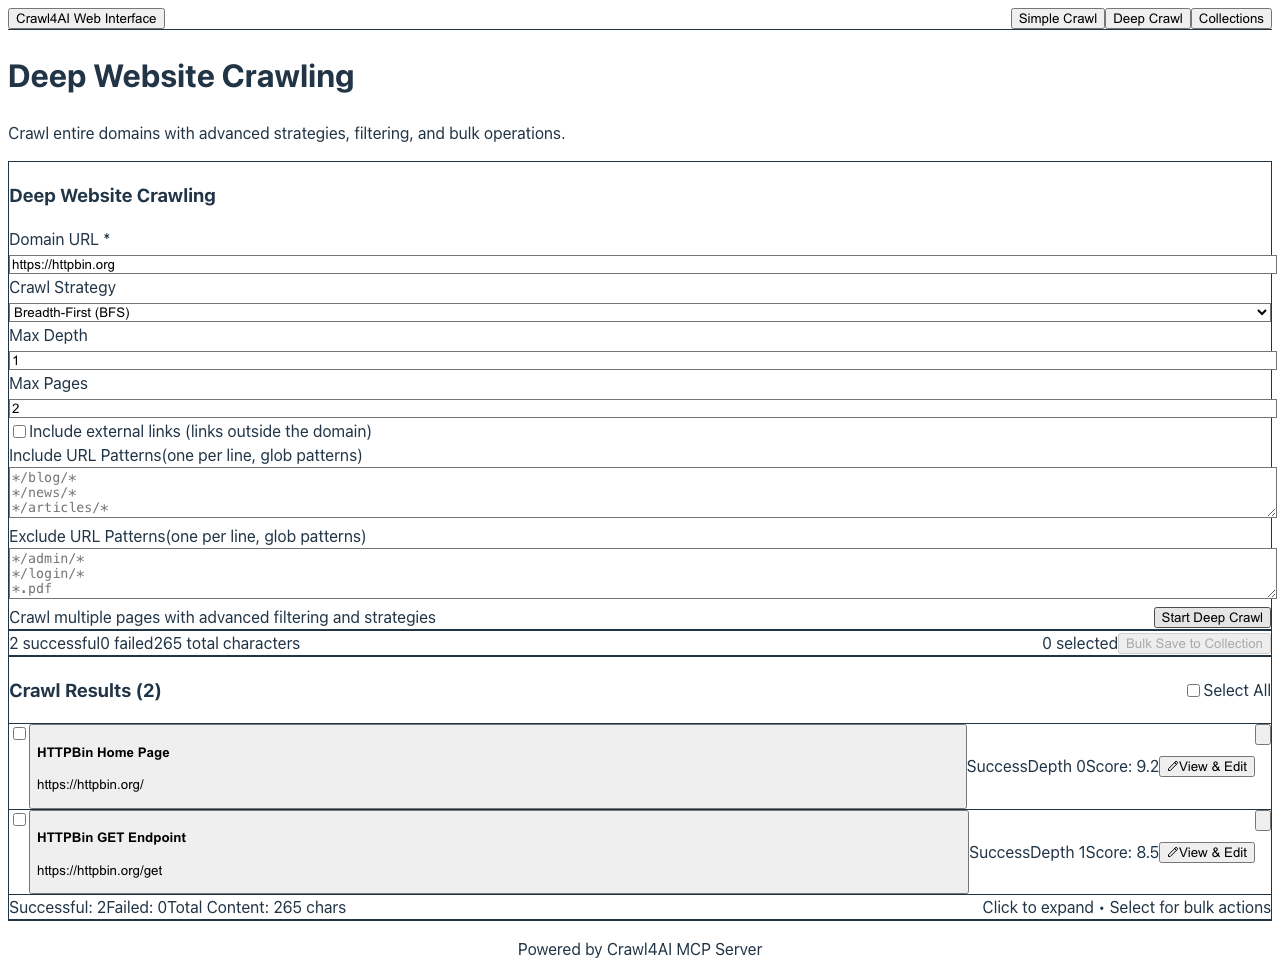 Crawl4AI Web Interface
Simple Crawl
Deep Crawl
Collections
Deep Website Crawling
Crawl entire domains with advanced strategies, filtering, and bulk operations.
Deep Website Crawling
Domain URL *
https://httpbin.org
Crawl Strategy
Breadth-First (BFS)
Max Depth
1
Max Pages
2
Include external links (links outside the domain)
Include URL Patterns(one per line, glob patterns)
*/blog/*
*/news/*
*/articles/*
Exclude URL Patterns(one per line, glob patterns)
*/admin/*
*/login/*
*.pdf
Crawl multiple pages with advanced filtering and strategies
Start Deep Crawl
2 successful0 failed265 total characters
0 selected
Bulk Save to Collection
Crawl Results (2)
Select All
HTTPBin Home Page
https://httpbin.org/
SuccessDepth 0Score: 9.2
View & Edit
HTTPBin GET Endpoint
https://httpbin.org/get
SuccessDepth 1Score: 8.5
View & Edit
Successful: 2Failed: 0Total Content: 265 chars
Click to expand • Select for bulk actions
Powered by Crawl4AI MCP Server